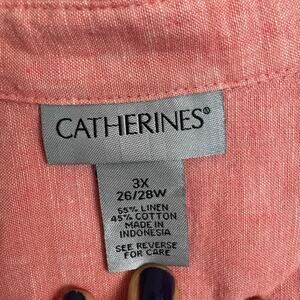 CATHERINES®
3X
26/28W
55% LINEN
45% COTTON
MADE IN
INDONESIA
SEE REVERSE
FOR CARE